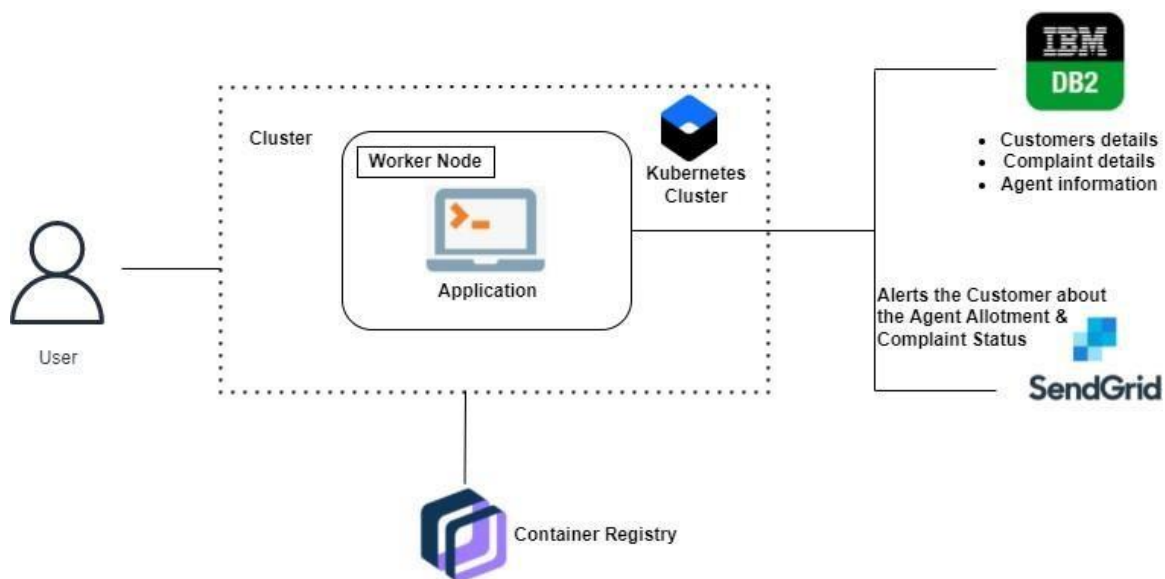 IBM
DB2
Cluster
Worker Node
Kubernetes
Cluster
• Customers details
• Complaint details
• Agent information
Application
User
Alerts the Customer about
the Agent Allotment &
Complaint Status
SendGrid
Container Registry